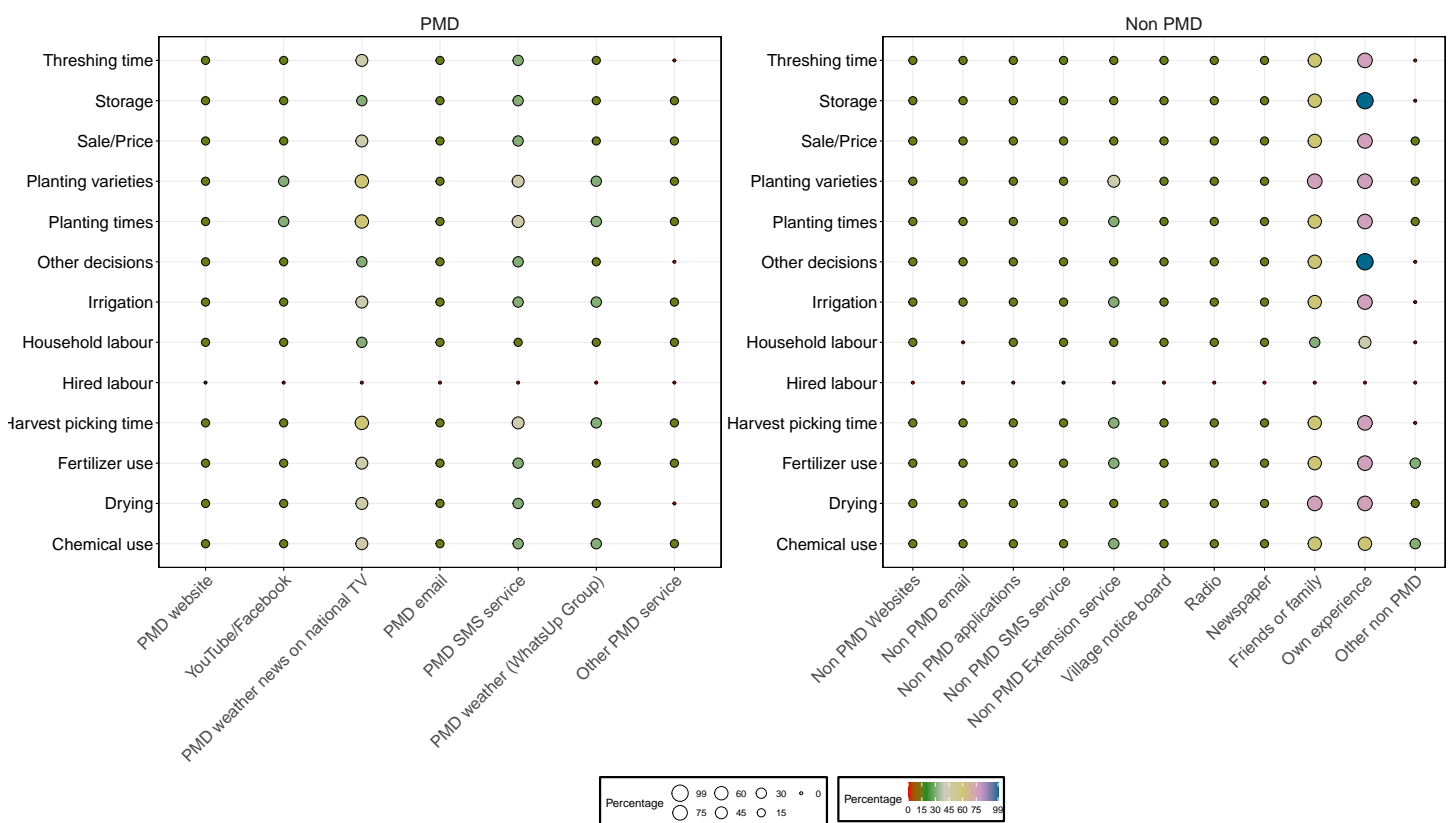 PMD
Non PMD
Threshing time
Storage
Sale/Price
Planting varieties
Planting times
Other decisions
Irrigation
Household labour
Hired labour
Harvest picking time
Fertilizer use
Drying
Chemical use
PMD website
YouTube/Facebook
PMD weather news on national TV
PMD email
PMD SMS service
PMD weather (WhatsUp Group)
Other PMD service
Threshing time
Storage
Sale/Price
Planting varieties
Planting times
Other decisions
Irrigation
Household labour
Hired labour
Harvest picking time
Fertilizer use
Drying
Chemical use
Non PMD Websites
Non PMD email
Non PMD applications
Non PMD SMS service
Non PMD Extension service
Village notice board
Radio
Newspaper
Friends or family
Own experience
Other non PMD
Percentage
99 60 30 0
75 45 15
Percentage
0 15 30 45 60 75 99